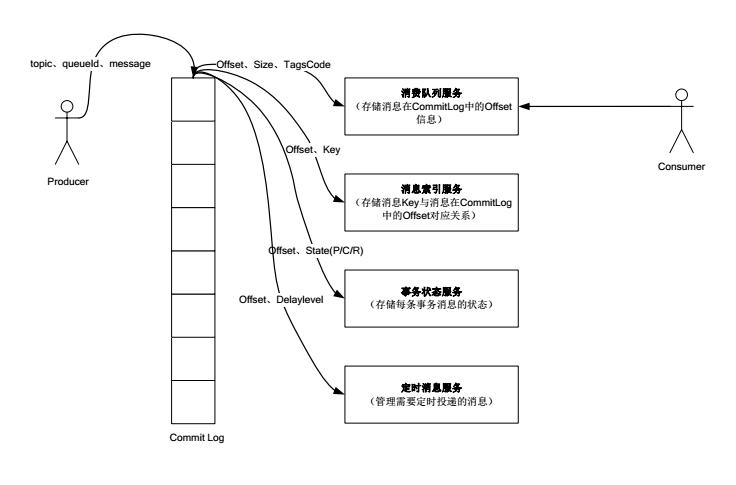 topic、queueId、message
Offset、Size、TagsCode
消费队列服务
（存储消息在CommitLog中的Offset
信息）
Producer
Consumer
Offset、Key
消息索引服务
（存储消息Key与消息在CommitLog
中的Offset对应关系）
Offset、State(P/C/R)
事务状态服务
（存储每条事务消息的状态）
Offset、Delaylevel
定时消息服务
（管理需要定时投递的消息）
Commit Log